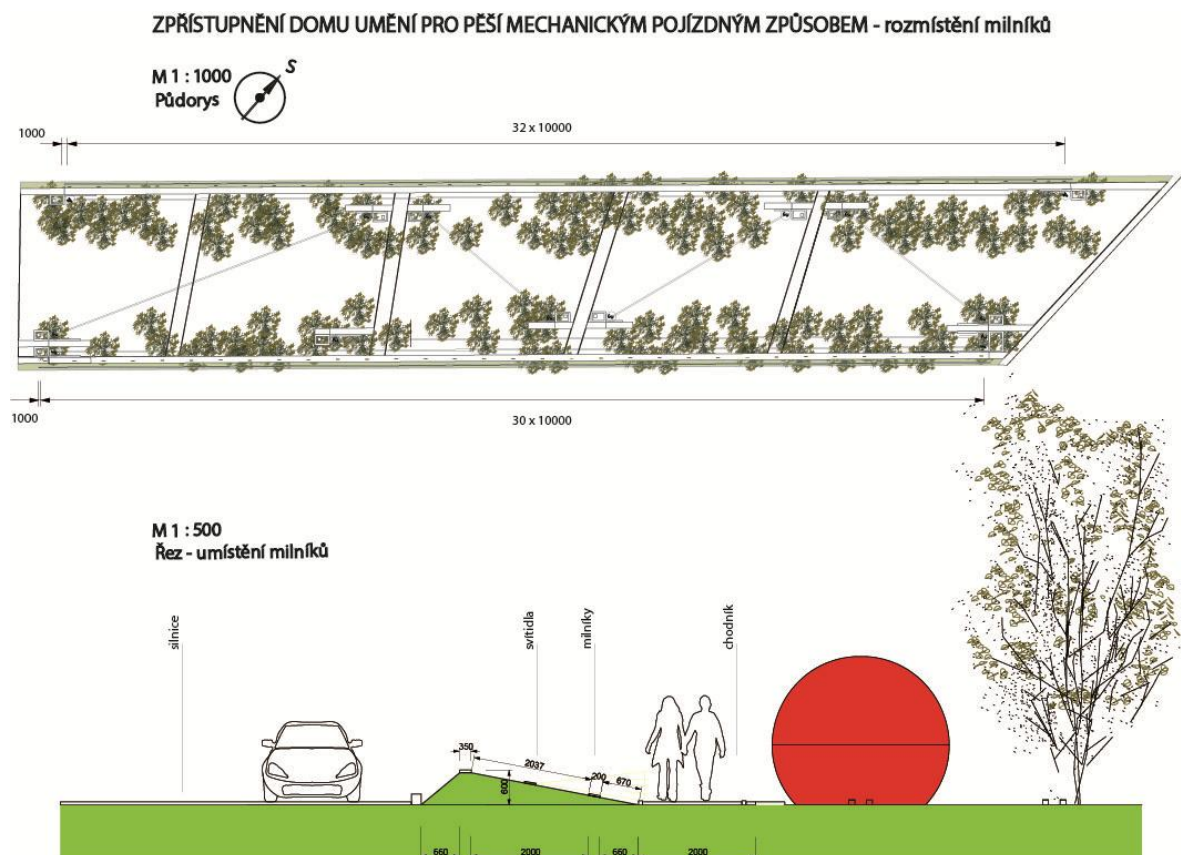 ZPŘÍSTUPNĚNÍ DOMU UMĚNÍ PRO PĚŠÍ MECHANICKÝM POJÍZDNÝM ZPŮSOBEM - rozmístění milníků
M 1 : 1000
Půdorys
S
1000
32 x 10000
1000
30 x 10000
M 1 : 500
Řez - umístění milníků
silnice
svítidla
milníky
chodník
350
2037
200
670
600
660
2000
660
2000